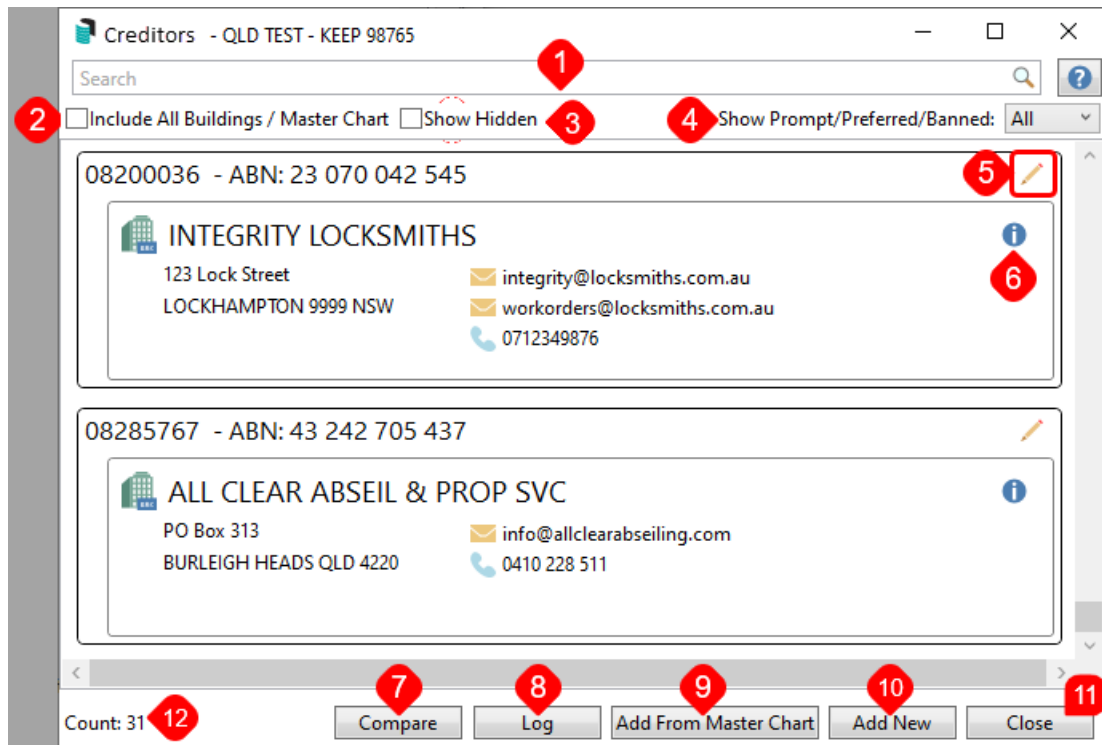 Creditors - QLD TEST - KEEP 98765
1
Search
?
2 Include All Buildings / Master Chart Show Hidden 3 4 Show Prompt/Preferred/Banned: All
08200036 - ABN: 23 070 042 545 5
INTEGRITY LOCKSMITHS
6
123 Lock Street integrity@locksmiths.com.au
LOCKHAMPTON 9999 NSW workorders@locksmiths.com.au
0712349876
08285767 - ABN: 43 242 705 437
ALL CLEAR ABSEIL & PROP SVC
PO Box 313 info@allclearabseiling.com
BURLEIGH HEADS QLD 4220 0410 228 511
7 8 9 10 11
Count: 31 12 Compare Log Add From Master Chart Add New Close